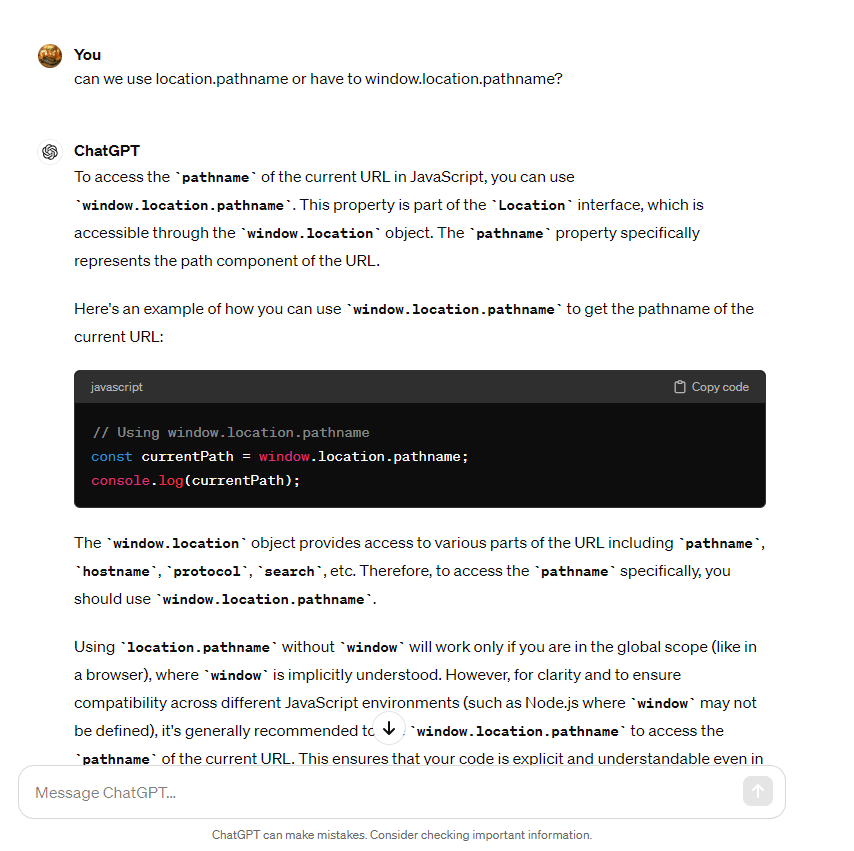 You
can we use location.pathname or have to window.location.pathname?
ChatGPT
To access the `pathname` of the current URL in JavaScript, you can use
`window.location.pathname`. This property is part of the `Location` interface, which is
accessible through the `window.location` object. The `pathname` property specifically
represents the path component of the URL.
Here's an example of how you can use `window.location.pathname` to get the pathname of the
current URL:
javascript
Copy code
// Using window.location.pathname
const currentPath = window.location.pathname;
console.log(currentPath);
The `window.location` object provides access to various parts of the URL including `pathname`,
`hostname`, `protocol`, `search`, etc. Therefore, to access the `pathname` specifically, you
should use `window.location.pathname`.
Using `location.pathname` without `window` will work only if you are in the global scope (like in
a browser), where `window` is implicitly understood. However, for clarity and to ensure
compatibility across different JavaScript environments (such as Node.js where `window` may not
be defined), it's generally recommended `window.location.pathname` to access the
`pathname` of the current URL. This ensures that your code is explicit and understandable even in
Message ChatGPT...
ChatGPT can make mistakes. Consider checking important information.